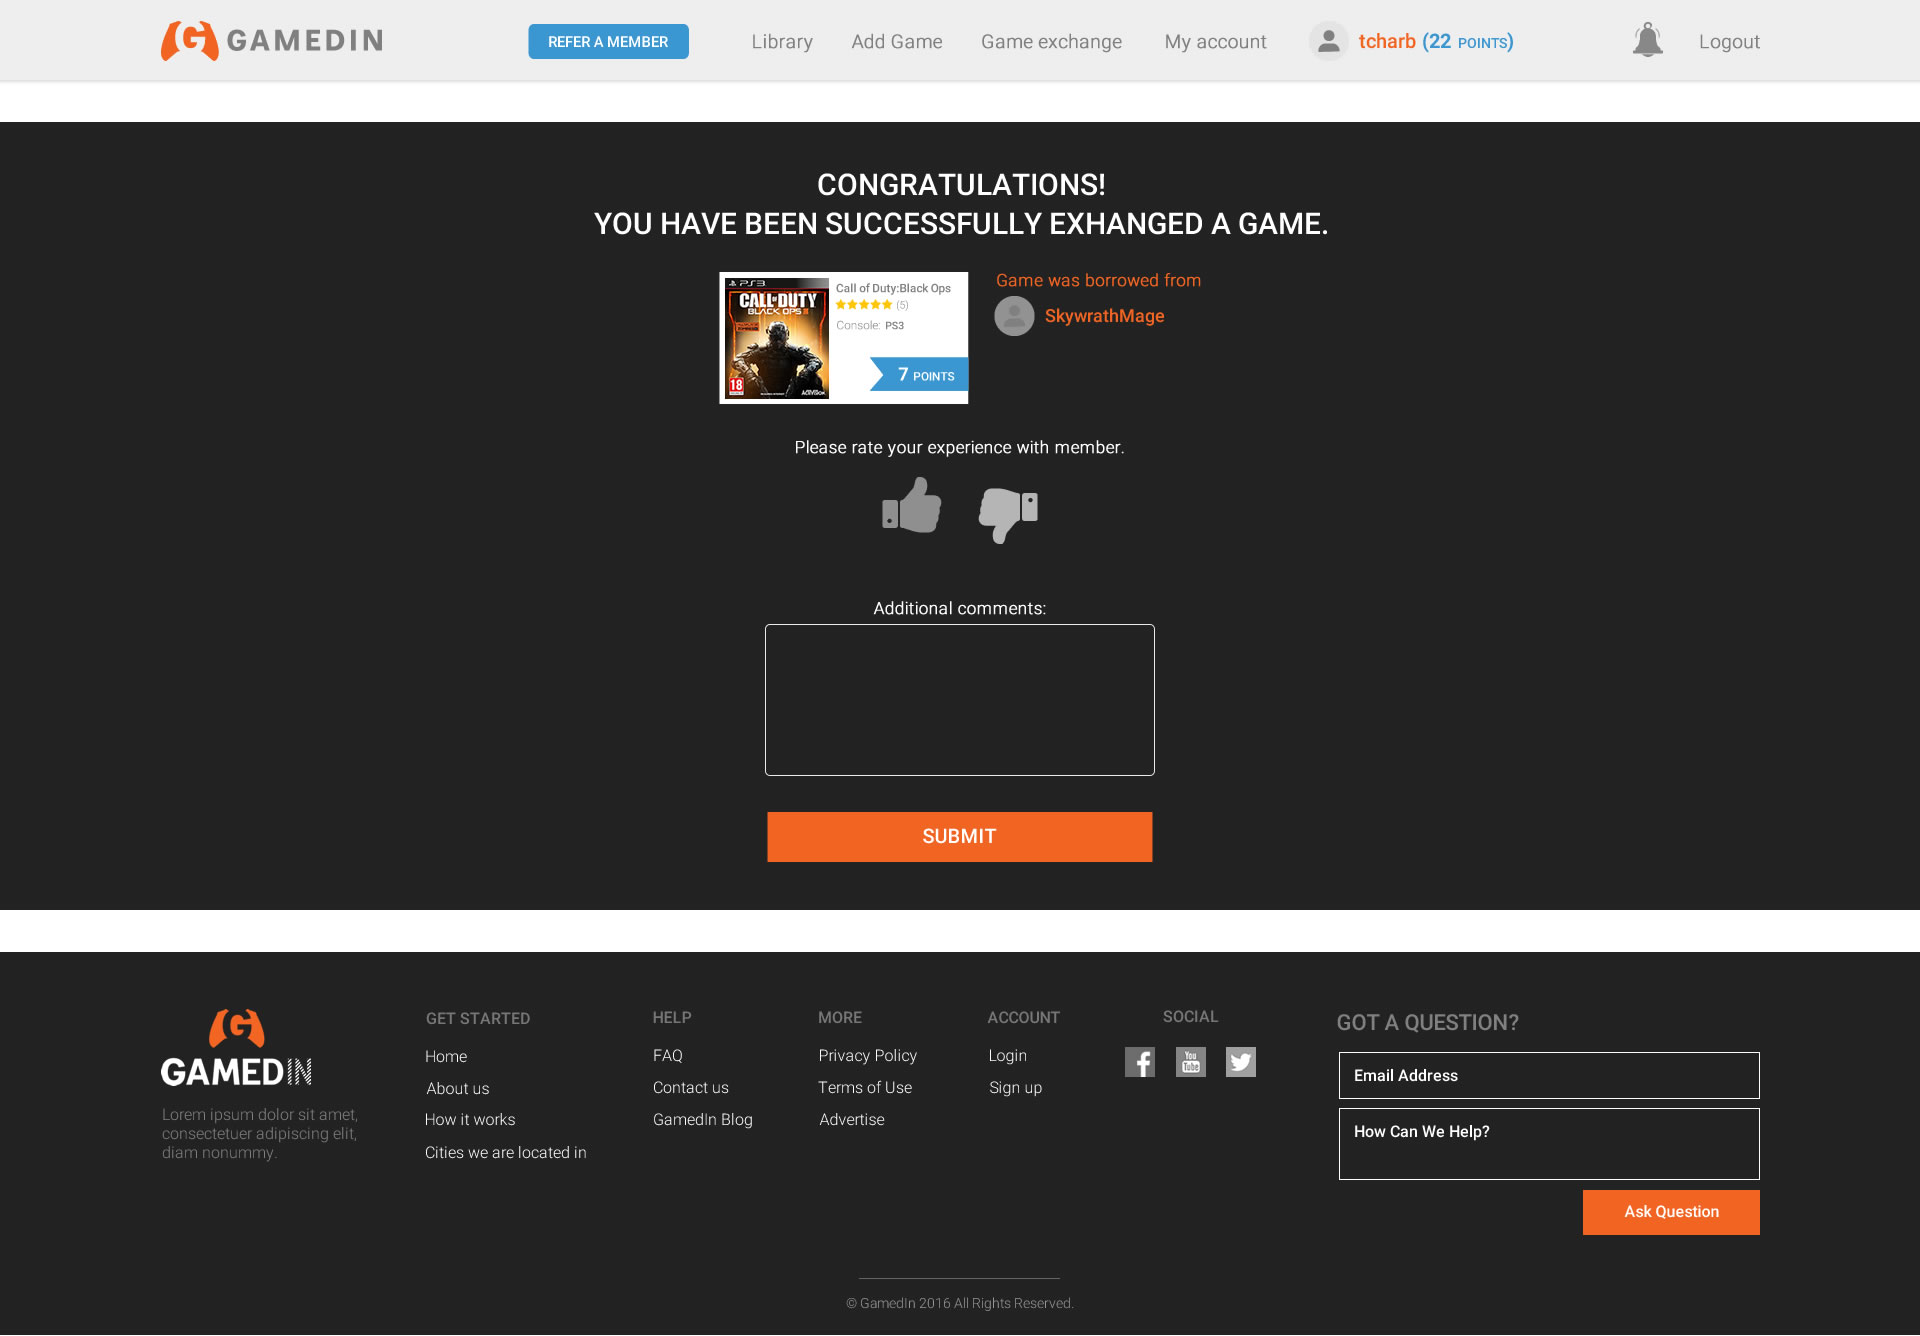 GAMEDIN
REFER A MEMBER
Library
Add Game
Game exchange
My account
tcharb (22 POINTS)
Logout
CONGRATULATIONS!
YOU HAVE BEEN SUCCESSFULLY EXHANGED A GAME.
PS3
CALL OF DUTY
BLACK OPS III
18
ACTIVISION
Call of Duty:Black Ops
(5)
Console: PS3
7 POINTS
Game was borrowed from
SkywrathMage
Please rate your experience with member.
Additional comments:
SUBMIT
GAMEDIN
Lorem ipsum dolor sit amet,
consectetuer adipiscing elit,
diam nonummy.
GET STARTED
Home
About us
How it works
Cities we are located in
HELP
FAQ
Contact us
GamedIn Blog
MORE
Privacy Policy
Terms of Use
Advertise
ACCOUNT
Login
Sign up
SOCIAL
f
You
Tube
GOT A QUESTION?
Email Address
How Can We Help?
Ask Question
© GamedIn 2016 All Rights Reserved.